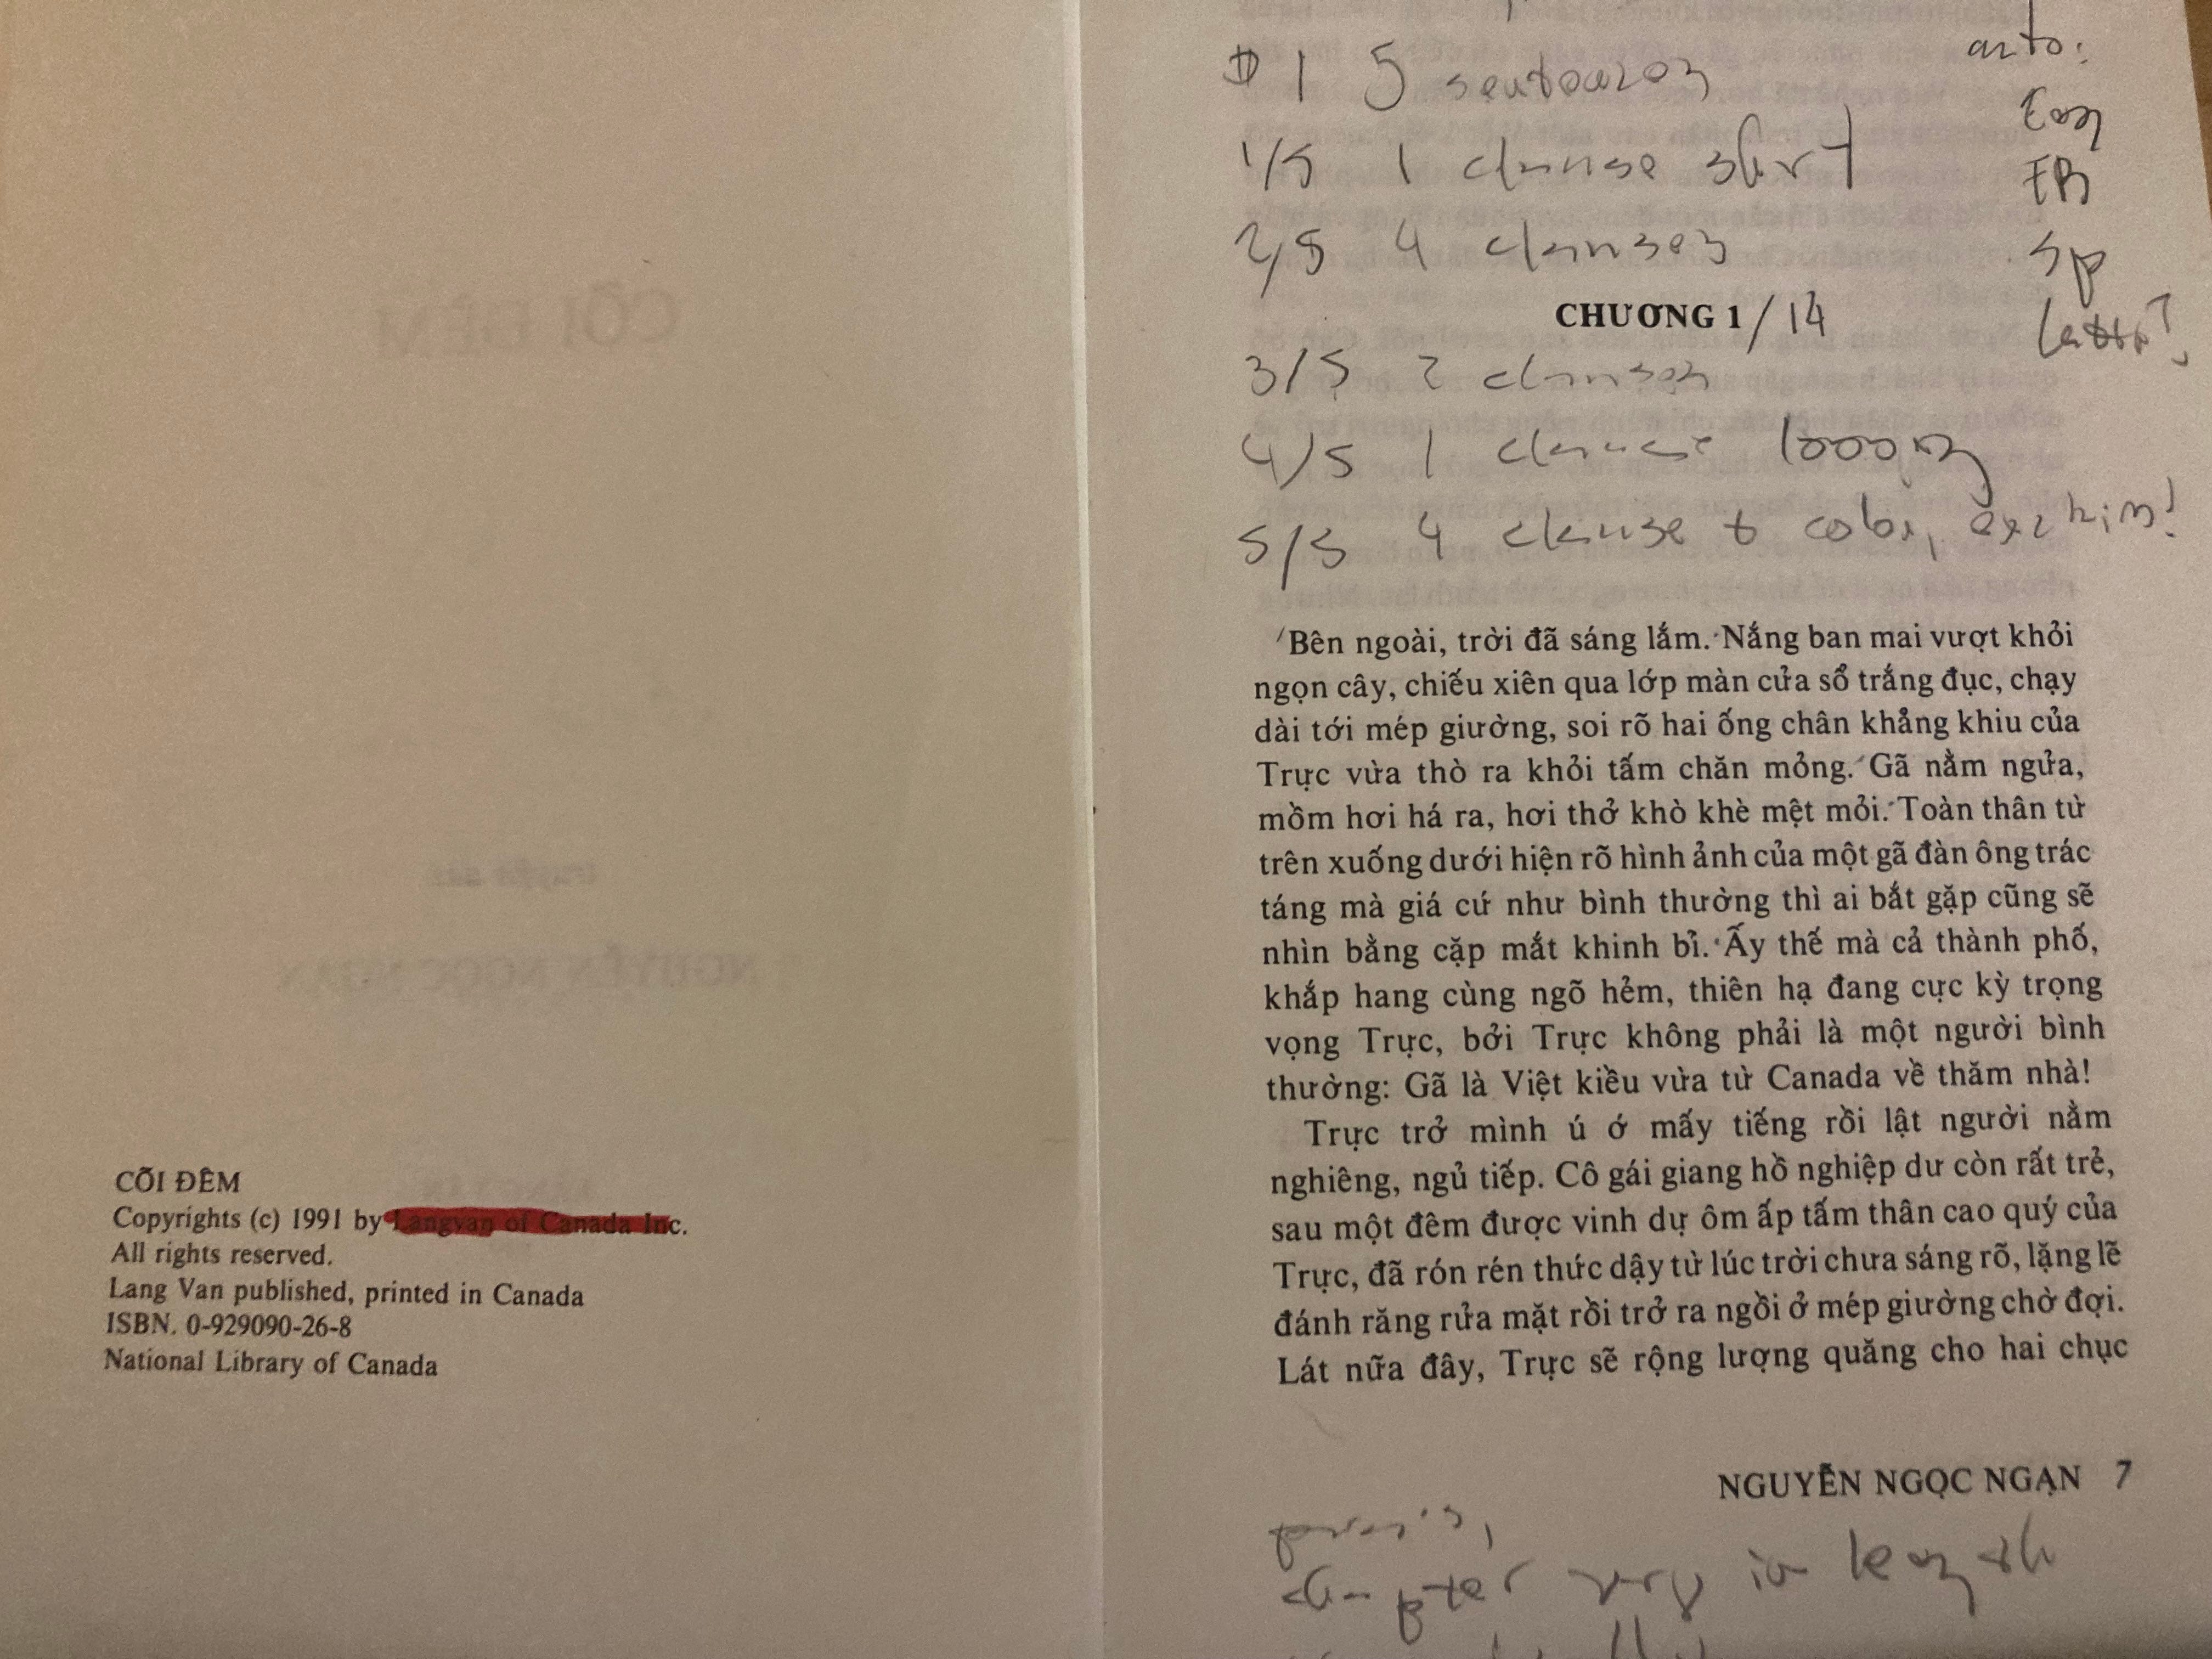 CÕI ĐÊM
Copyrights (c) 1991 by Langvan of Canada Inc.
All rights reserved.
Lang Van published, printed in Canada
ISBN. 0-929090-26-8
National Library of Canada
#1 5 sentences
1/5 1 clause short
2/5 4 clauses
CHƯƠNG 1 / 14
3/5 2 clauses
4/5 1 clause looong
5/5 4 clause + colon, exclaim!
auto:
Eng
FR
Sp
Bên ngoài, trời đã sáng lắm. Nắng ban mai vượt khỏi
ngọn cây, chiếu xiên qua lớp màn cửa sổ trắng đục, chạy
dài tới mép giường, soi rõ hai ống chân khẳng khiu của
Trực vừa thò ra khỏi tấm chăn mỏng. Gã nằm ngửa,
mồm hơi há ra, hơi thở khò khè mệt mỏi. Toàn thân từ
trên xuống dưới hiện rõ hình ảnh của một gã đàn ông trác
táng mà giá cứ như bình thường thì ai bắt gặp cũng sẽ
nhìn bằng cặp mắt khinh bỉ. Ấy thế mà cả thành phố,
khắp hang cùng ngõ hẻm, thiên hạ đang cực kỳ trọng
vọng Trực, bởi Trực không phải là một người bình
thường: Gã là Việt kiều vừa từ Canada về thăm nhà!
Trực trở mình ú ớ mấy tiếng rồi lật người nằm
nghiêng, ngủ tiếp. Cô gái giang hồ nghiệp dư còn rất trẻ,
sau một đêm được vinh dự ôm ấp tấm thân cao quý của
Trực, đã rón rén thức dậy từ lúc trời chưa sáng rõ, lặng lẽ
đánh răng rửa mặt rồi trở ra ngồi ở mép giường chờ đợi.
Lát nữa đây, Trực sẽ rộng lượng quăng cho hai chục
NGUYỄN NGỌC NGẠN 7
chapter vary in length